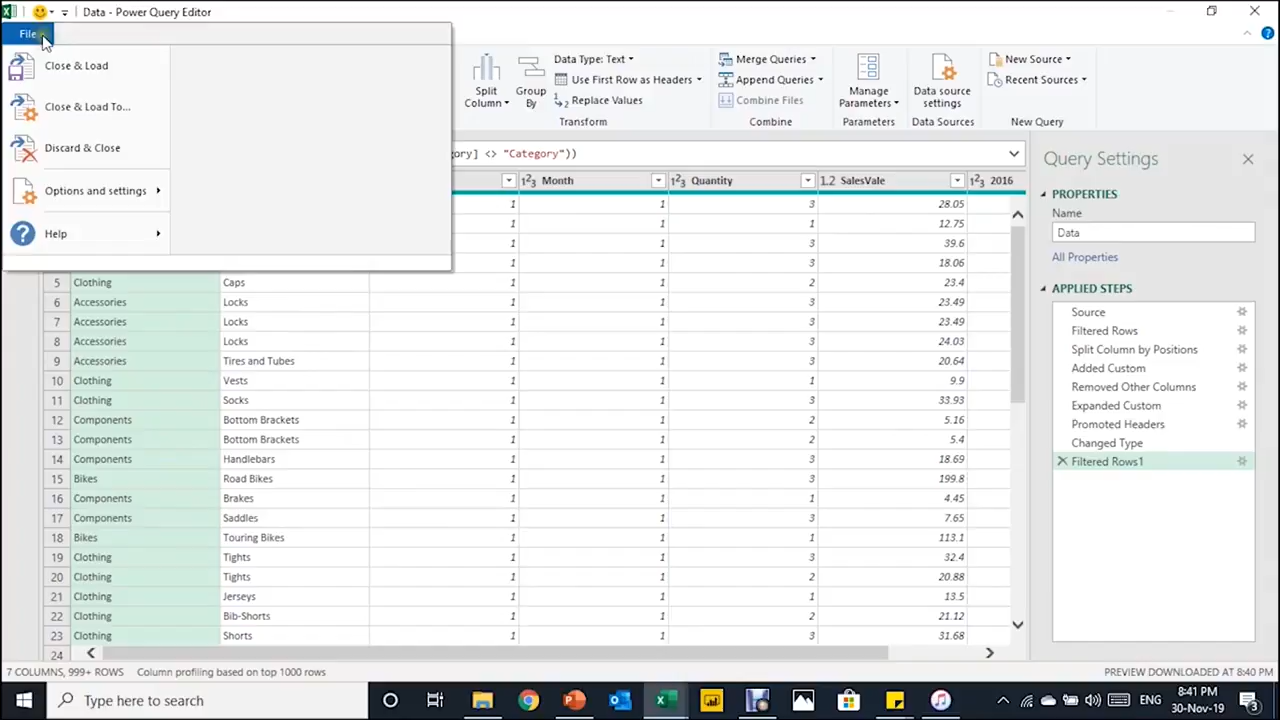 Data - Power Query Editor
File
Close & Load
Close & Load To...
Discard & Close
Options and settings
Help
Split Column
Group By
Data Type: Text
Use First Row as Headers
Replace Values
Transform
Merge Queries
Append Queries
Combine Files
Combine
Manage Parameters
Parameters
Data source settings
Data Sources
New Source
Recent Sources
New Query
gory] <> "Category"))
1²3 Month 1²3 Quantity 1.2 SalesVale 1²3 2016
1 1 3 28.05
1 1 1 12.75
1 1 3 39.6
1 1 3 18.06
5 Clothing Caps 1 1 2 23.4
6 Accessories Locks 1 1 3 23.49
7 Accessories Locks 1 1 3 23.49
8 Accessories Locks 1 1 3 24.03
9 Accessories Tires and Tubes 1 1 3 20.64
10 Clothing Vests 1 1 1 9.9
11 Clothing Socks 1 1 3 33.93
12 Components Bottom Brackets 1 1 2 5.16
13 Components Bottom Brackets 1 1 2 5.4
14 Components Handlebars 1 1 3 18.69
15 Bikes Road Bikes 1 1 3 199.8
16 Components Brakes 1 1 1 4.45
17 Components Saddles 1 1 3 7.65
18 Bikes Touring Bikes 1 1 1 113.1
19 Clothing Tights 1 1 3 32.4
20 Clothing Tights 1 1 2 20.88
21 Clothing Jerseys 1 1 1 13.5
22 Clothing Bib-Shorts 1 1 2 21.12
23 Clothing Shorts 1 1 3 31.68
24
Query Settings
PROPERTIES
Name
Data
All Properties
APPLIED STEPS
Source
Filtered Rows
Split Column by Positions
Added Custom
Removed Other Columns
Expanded Custom
Promoted Headers
Changed Type
Filtered Rows1
7 COLUMNS, 999+ ROWS Column profiling based on top 1000 rows PREVIEW DOWNLOADED AT 8:40 PM
Type here to search
ENG
8:41 PM
30-Nov-19
3